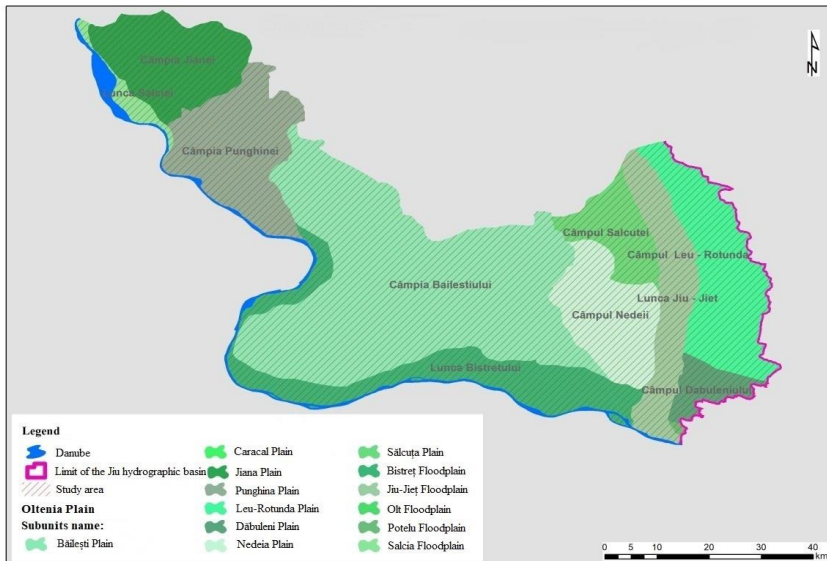 N
Câmpia Jianei
Lunca Salciei
Câmpia Punghinei
Câmpul Salcutei
Câmpul Leu - Rotunda
Câmpia Bailestiului
Lunca Jiu - Jiet
Câmpul Nedeii
Lunca Bistretului
Câmpul Dabuleniului
Legend
Danube
Limit of the Jiu hydrographic basin
Study area
Oltenia Plain
Subunits name:
Băilești Plain
Caracal Plain
Jiana Plain
Punghina Plain
Leu-Rotunda Plain
Dăbuleni Plain
Nedeia Plain
Sălcuța Plain
Bistreț Floodplain
Jiu-Jieț Floodplain
Olt Floodplain
Potelu Floodplain
Salcia Floodplain
0 5 10 20 30 40
km